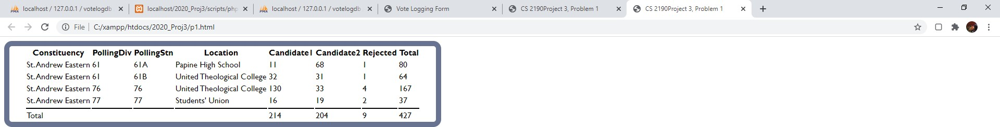 localhost / 127.0.0.1 / votelogdb localhost/2020_Proj3/scripts/php localhost / 127.0.0.1 / votelogdb Vote Logging Form CS 2190Project 3, Problem 1 CS 2190Project 3, Problem 1
File C:/xampp/htdocs/2020_Proj3/p1.html
Constituency PollingDiv PollingStn Location Candidate1 Candidate2 Rejected Total
St. Andrew Eastern 61 61A Papine High School 11 68 1 80
St. Andrew Eastern 61 61B United Theological College 32 31 1 64
St. Andrew Eastern 76 76 United Theological College 130 33 4 167
St. Andrew Eastern 77 77 Students' Union 16 19 2 37
Total 214 204 9 427